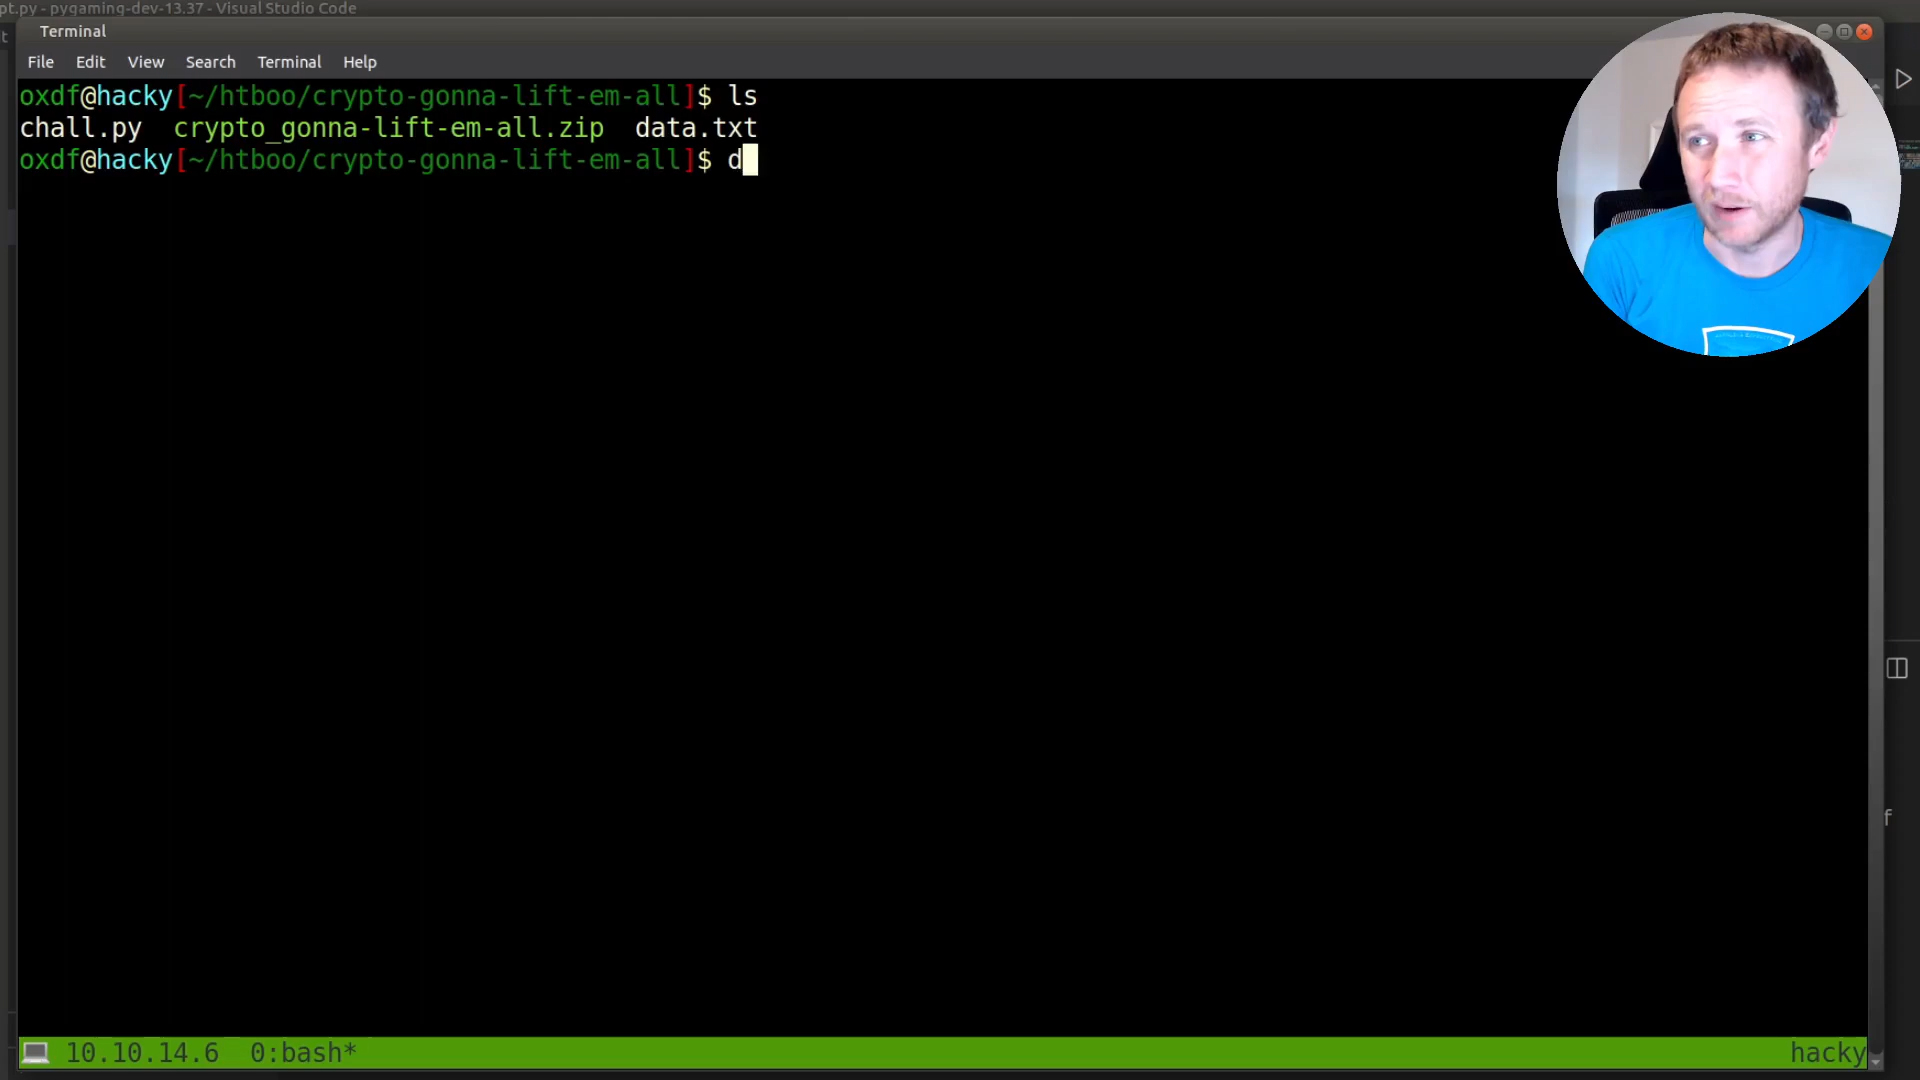 pt.py - pygaming-dev-13.37 - Visual Studio Code
Terminal
File Edit View Search Terminal Help
oxdf@hacky[~/htboo/crypto-gonna-lift-em-all]$ ls
chall.py crypto_gonna-lift-em-all.zip data.txt
oxdf@hacky[~/htboo/crypto-gonna-lift-em-all]$ d
f
10.10.14.6 0:bash* hacky